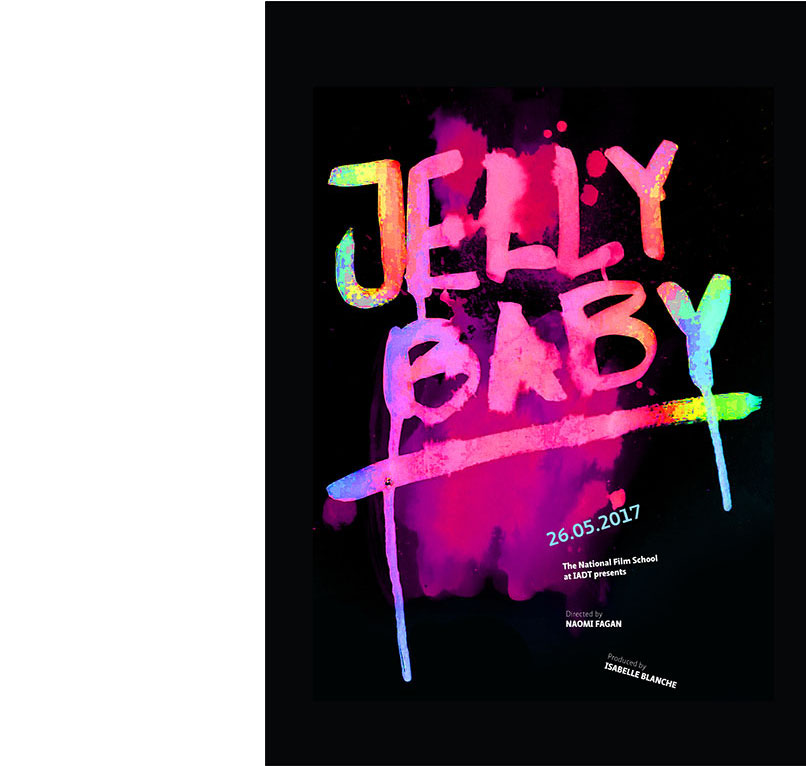 JELLY
BABY
26.05.2017
The National Film School
at IADT presents
Directed by
NAOMI FAGAN
Produced by
ISABELLE BLANCHE